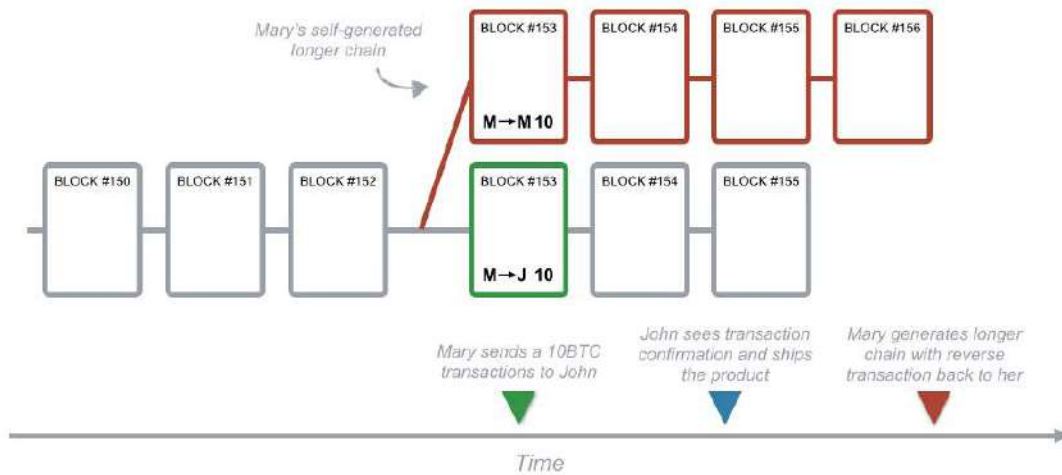 Mary's self-generated
longer chain
BLOCK #153
BLOCK #154
BLOCK #155
BLOCK #156
M→M 10
BLOCK #150
BLOCK #151
BLOCK #152
BLOCK #153
BLOCK #154
BLOCK #155
M→J 10
Mary sends a 10BTC
transactions to John
John sees transaction
confirmation and ships
the product
Mary generates longer
chain with reverse
transaction back to her
Time